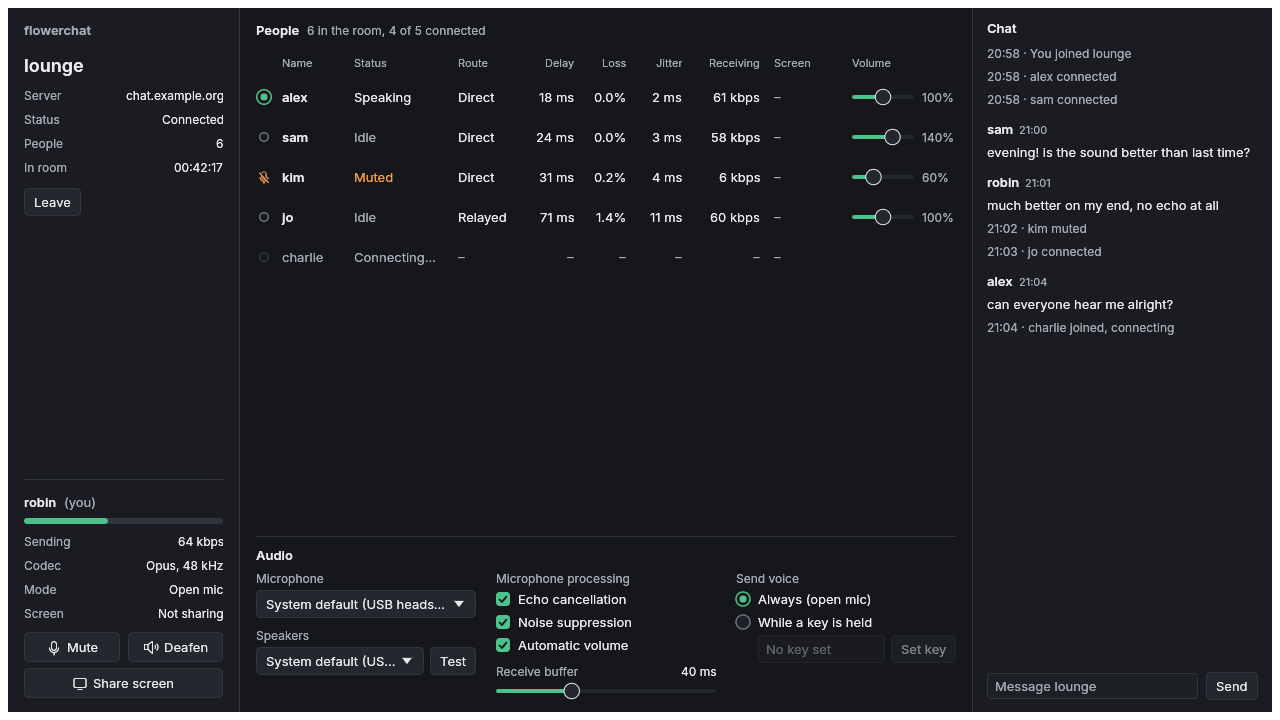 flowerchat
lounge
Server chat.example.org
Status Connected
People 6
In room 00:42:17
Leave
robin (you)
Sending 64 kbps
Codec Opus, 48 kHz
Mode Open mic
Screen Not sharing
Mute Deafen
Share screen
People 6 in the room, 4 of 5 connected
Name Status Route Delay Loss Jitter Receiving Screen Volume
alex Speaking Direct 18 ms 0.0% 2 ms 61 kbps – 100%
sam Idle Direct 24 ms 0.0% 3 ms 58 kbps – 140%
kim Muted Direct 31 ms 0.2% 4 ms 6 kbps – 60%
jo Idle Relayed 71 ms 1.4% 11 ms 60 kbps – 100%
charlie Connecting... – – – – – –
Audio
Microphone
System default (USB heads...
Speakers
System default (US... Test
Microphone processing
Echo cancellation
Noise suppression
Automatic volume
Receive buffer 40 ms
Send voice
Always (open mic)
While a key is held
No key set Set key
Chat
20:58 · You joined lounge
20:58 · alex connected
20:58 · sam connected
sam 21:00
evening! is the sound better than last time?
robin 21:01
much better on my end, no echo at all
21:02 · kim muted
21:03 · jo connected
alex 21:04
can everyone hear me alright?
21:04 · charlie joined, connecting
Message lounge Send